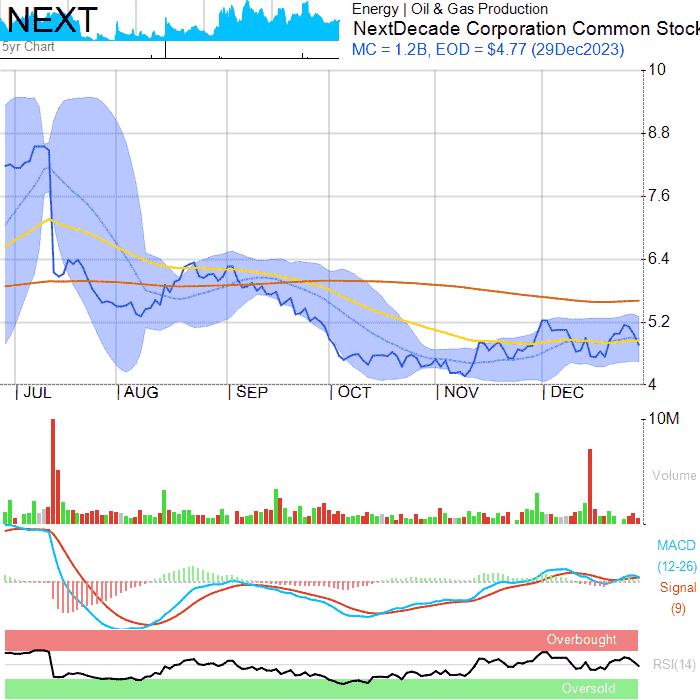 NEXT
5yr Chart
Energy | Oil & Gas Production
NextDecade Corporation Common Stock
MC = 1.2B, EOD = $4.77 (29Dec2023)
10
8.8
7.6
6.4
5.2
4
| JUL | AUG | SEP | OCT | NOV | DEC
10M
Volume
MACD
(12-26)
Signal
(9)
Overbought
RSI(14)
Oversold